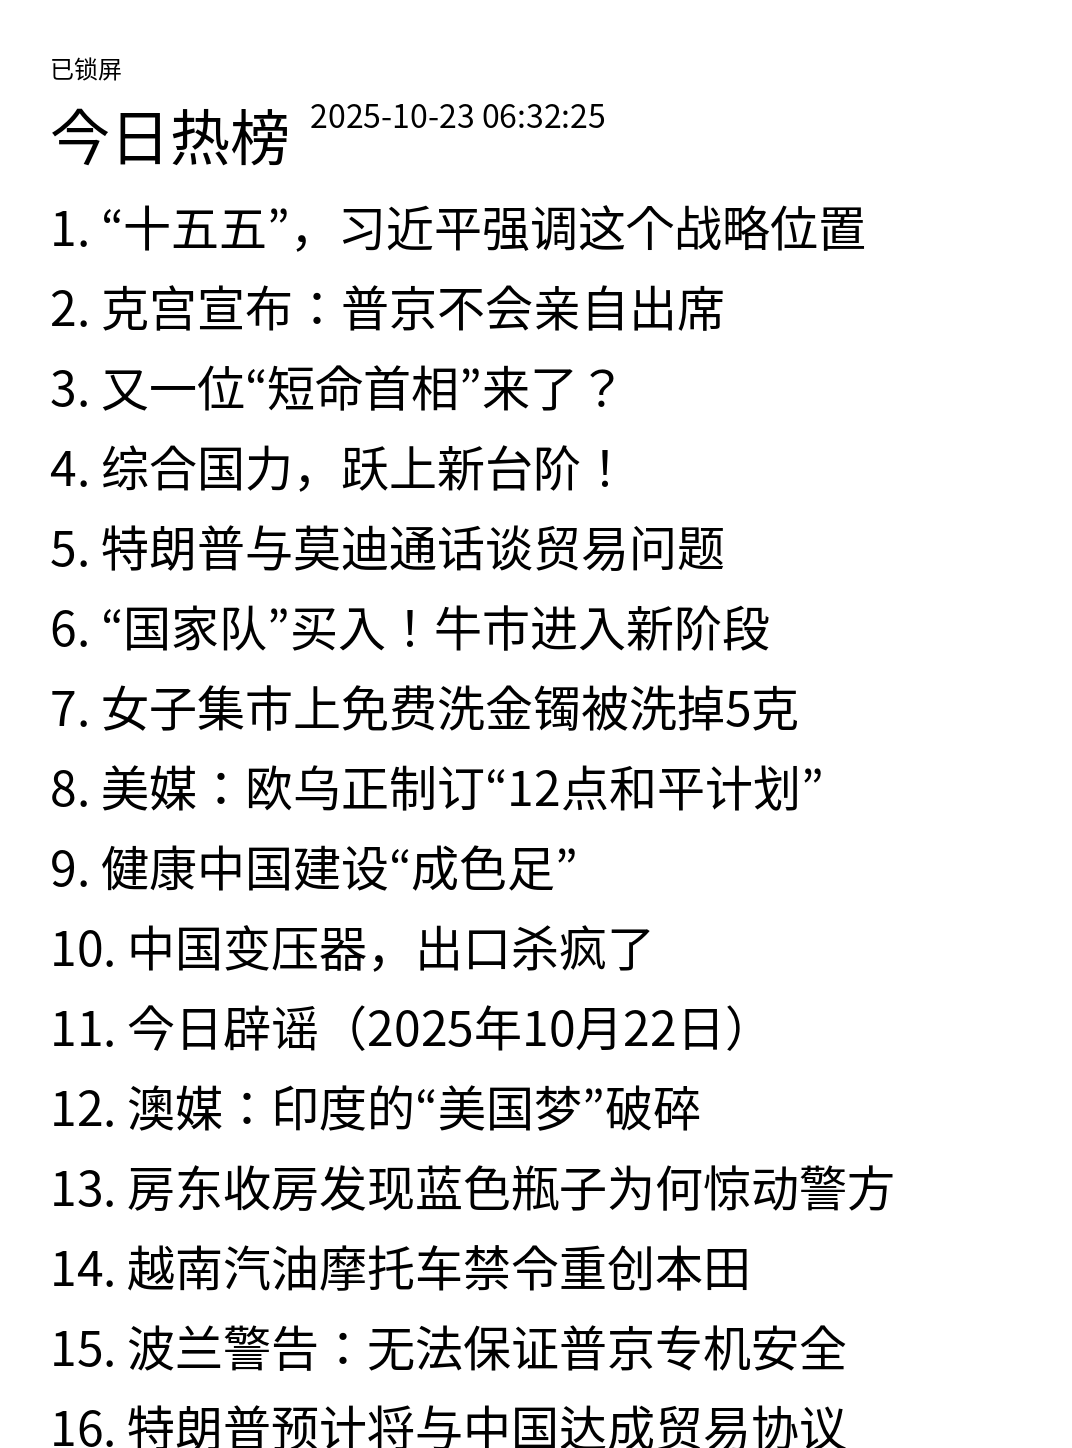 已锁屏
今日热榜 2025-10-23 06:32:25
1. “十五五”，习近平强调这个战略位置
2. 克宫宣布：普京不会亲自出席
3. 又一位“短命首相”来了？
4. 综合国力，跃上新台阶！
5. 特朗普与莫迪通话谈贸易问题
6. “国家队”买入！牛市进入新阶段
7. 女子集市上免费洗金镯被洗掉5克
8. 美媒：欧乌正制订“12点和平计划”
9. 健康中国建设“成色足”
10. 中国变压器，出口杀疯了
11. 今日辟谣（2025年10月22日）
12. 澳媒：印度的“美国梦”破碎
13. 房东收房发现蓝色瓶子为何惊动警方
14. 越南汽油摩托车禁令重创本田
15. 波兰警告：无法保证普京专机安全
16. 特朗普预计将与中国达成贸易协议